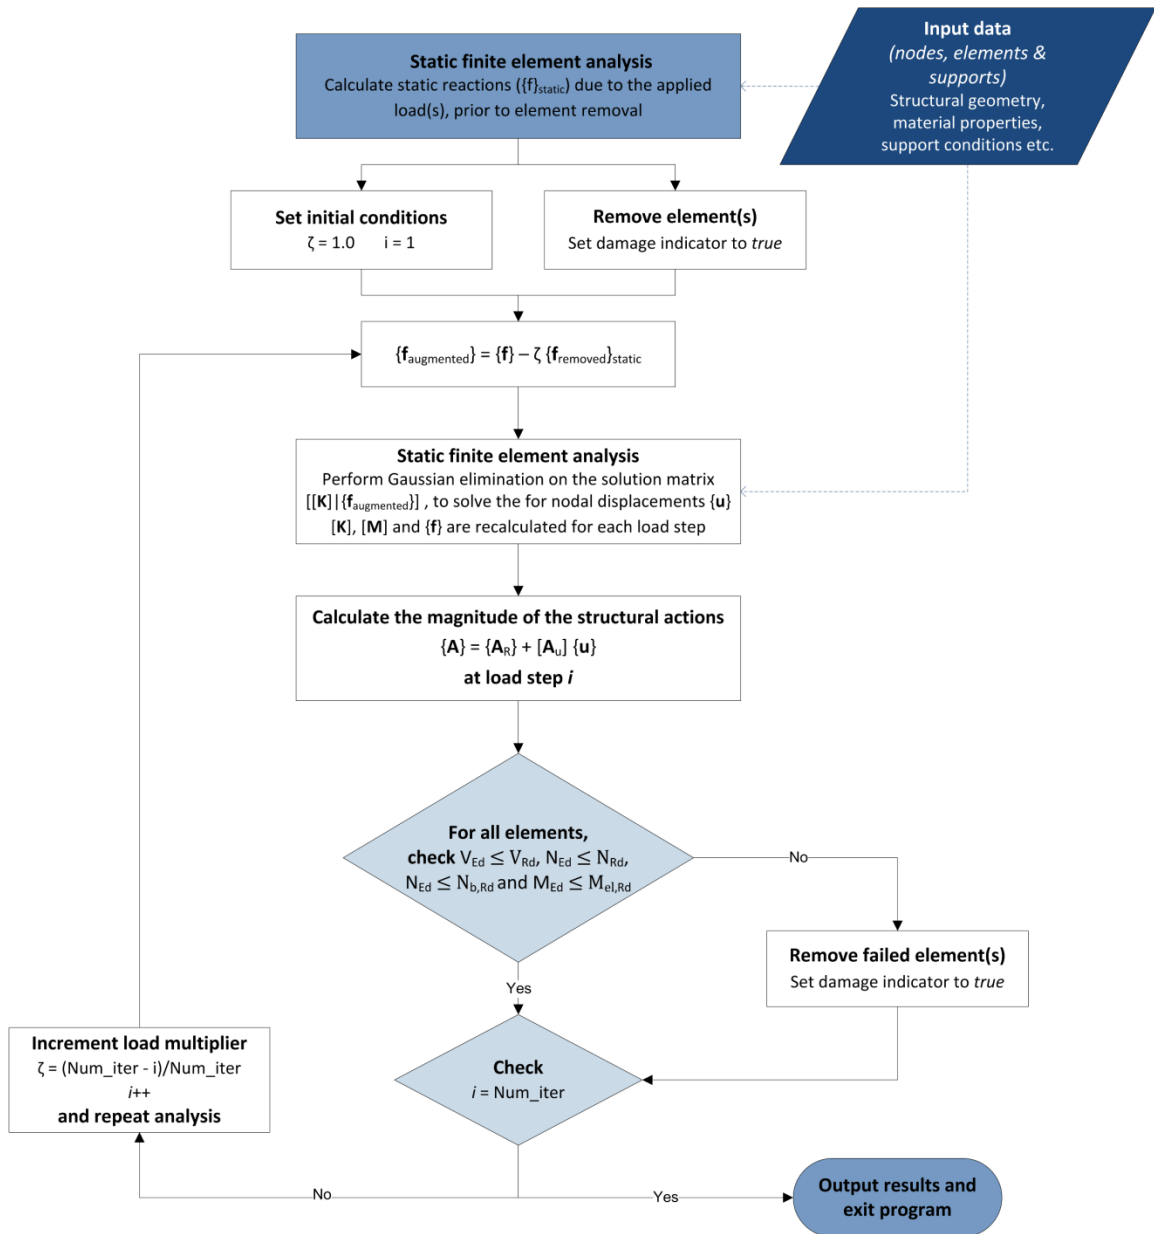 Input data
(nodes, elements &
supports)
Structural geometry,
material properties,
support conditions etc.
Static finite element analysis
Calculate static reactions ({f}static) due to the applied
load(s), prior to element removal
Set initial conditions
ζ = 1.0 i = 1
Remove element(s)
Set damage indicator to true
{faugmented} = {f} – ζ {fremoved}static
Static finite element analysis
Perform Gaussian elimination on the solution matrix
[[K]|{faugmented}] , to solve the for nodal displacements {u}
[K], [M] and {f} are recalculated for each load step
Calculate the magnitude of the structural actions
{A} = {AR} + [Au] {u}
at load step i
For all elements,
check VEd ≤ VRd, NEd ≤ NRd,
NEd ≤ Nb,Rd and MEd ≤ Mel,Rd
No
Remove failed element(s)
Set damage indicator to true
Yes
Check
i = Num_iter
Increment load multiplier
ζ = (Num_iter - i)/Num_iter
i++
and repeat analysis
No
Yes
Output results and
exit program